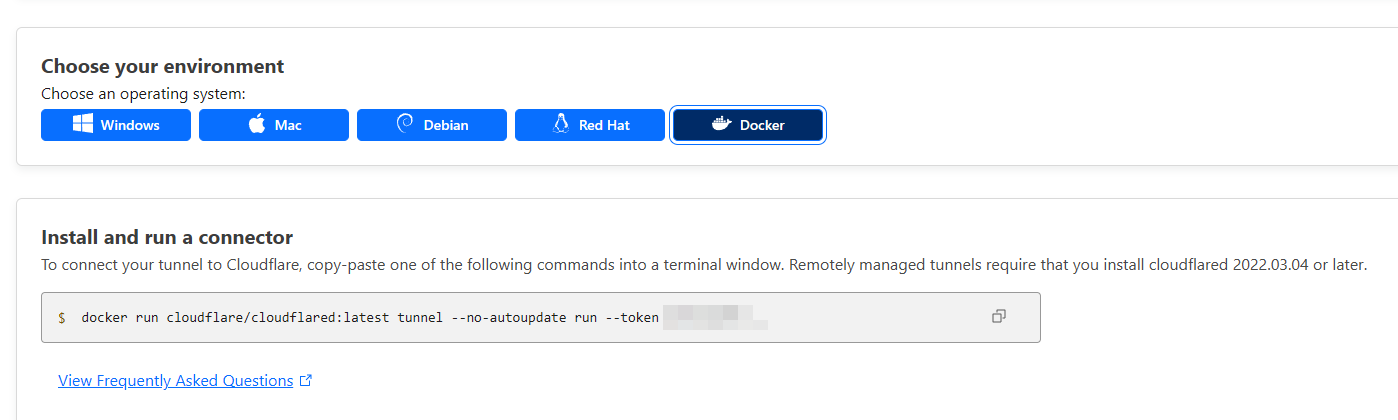 Choose your environment
Choose an operating system:
Windows Mac Debian Red Hat Docker
Install and run a connector
To connect your tunnel to Cloudflare, copy-paste one of the following commands into a terminal window. Remotely managed tunnels require that you install cloudflared 2022.03.04 or later.
$ docker run cloudflare/cloudflared:latest tunnel --no-autoupdate run --token
View Frequently Asked Questions